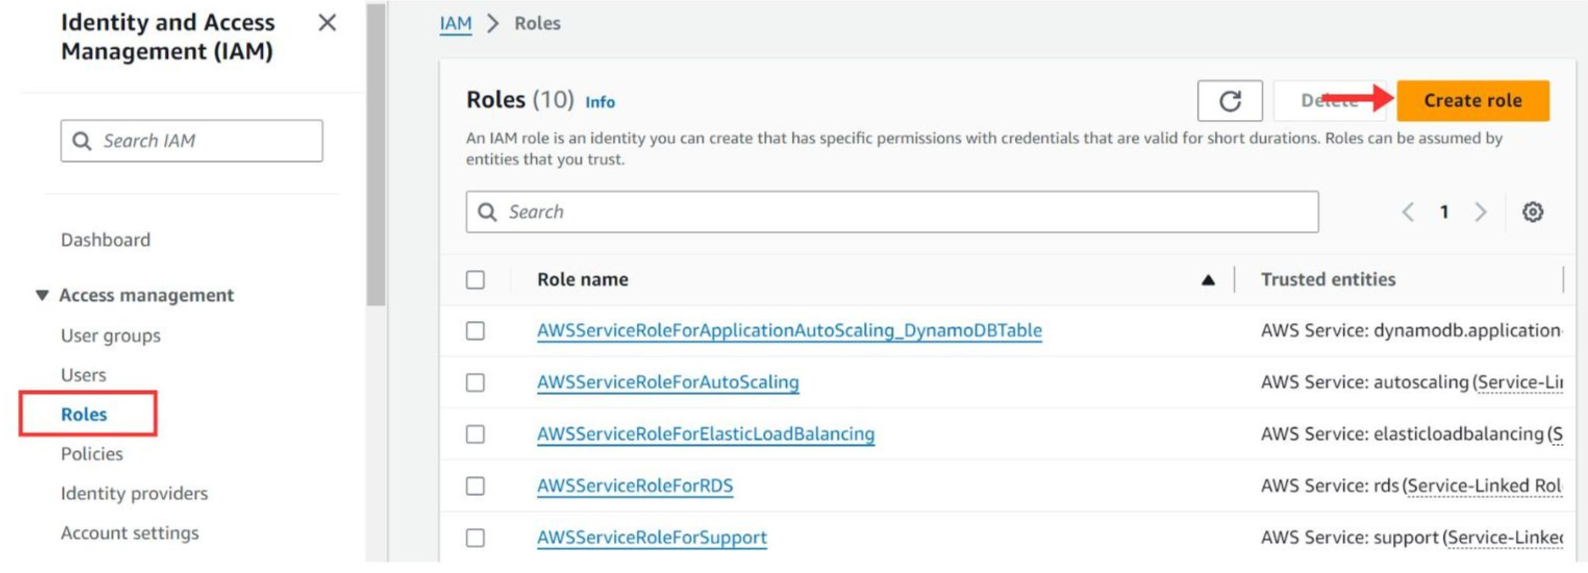 Identity and Access
Management (IAM)
Search IAM
Dashboard
Access management
User groups
Users
Roles
Policies
Identity providers
Account settings
IAM > Roles
Roles (10) Info
Delete
Create role
An IAM role is an identity you can create that has specific permissions with credentials that are valid for short durations. Roles can be assumed by
entities that you trust.
Search
1
Role name Trusted entities
AWSServiceRoleForApplicationAutoScaling_DynamoDBTable AWS Service: dynamodb.application-
AWSServiceRoleForAutoScaling AWS Service: autoscaling (Service-Lin
AWSServiceRoleForElasticLoadBalancing AWS Service: elasticloadbalancing (S
AWSServiceRoleForRDS AWS Service: rds (Service-Linked Rol
AWSServiceRoleForSupport AWS Service: support (Service-Linked